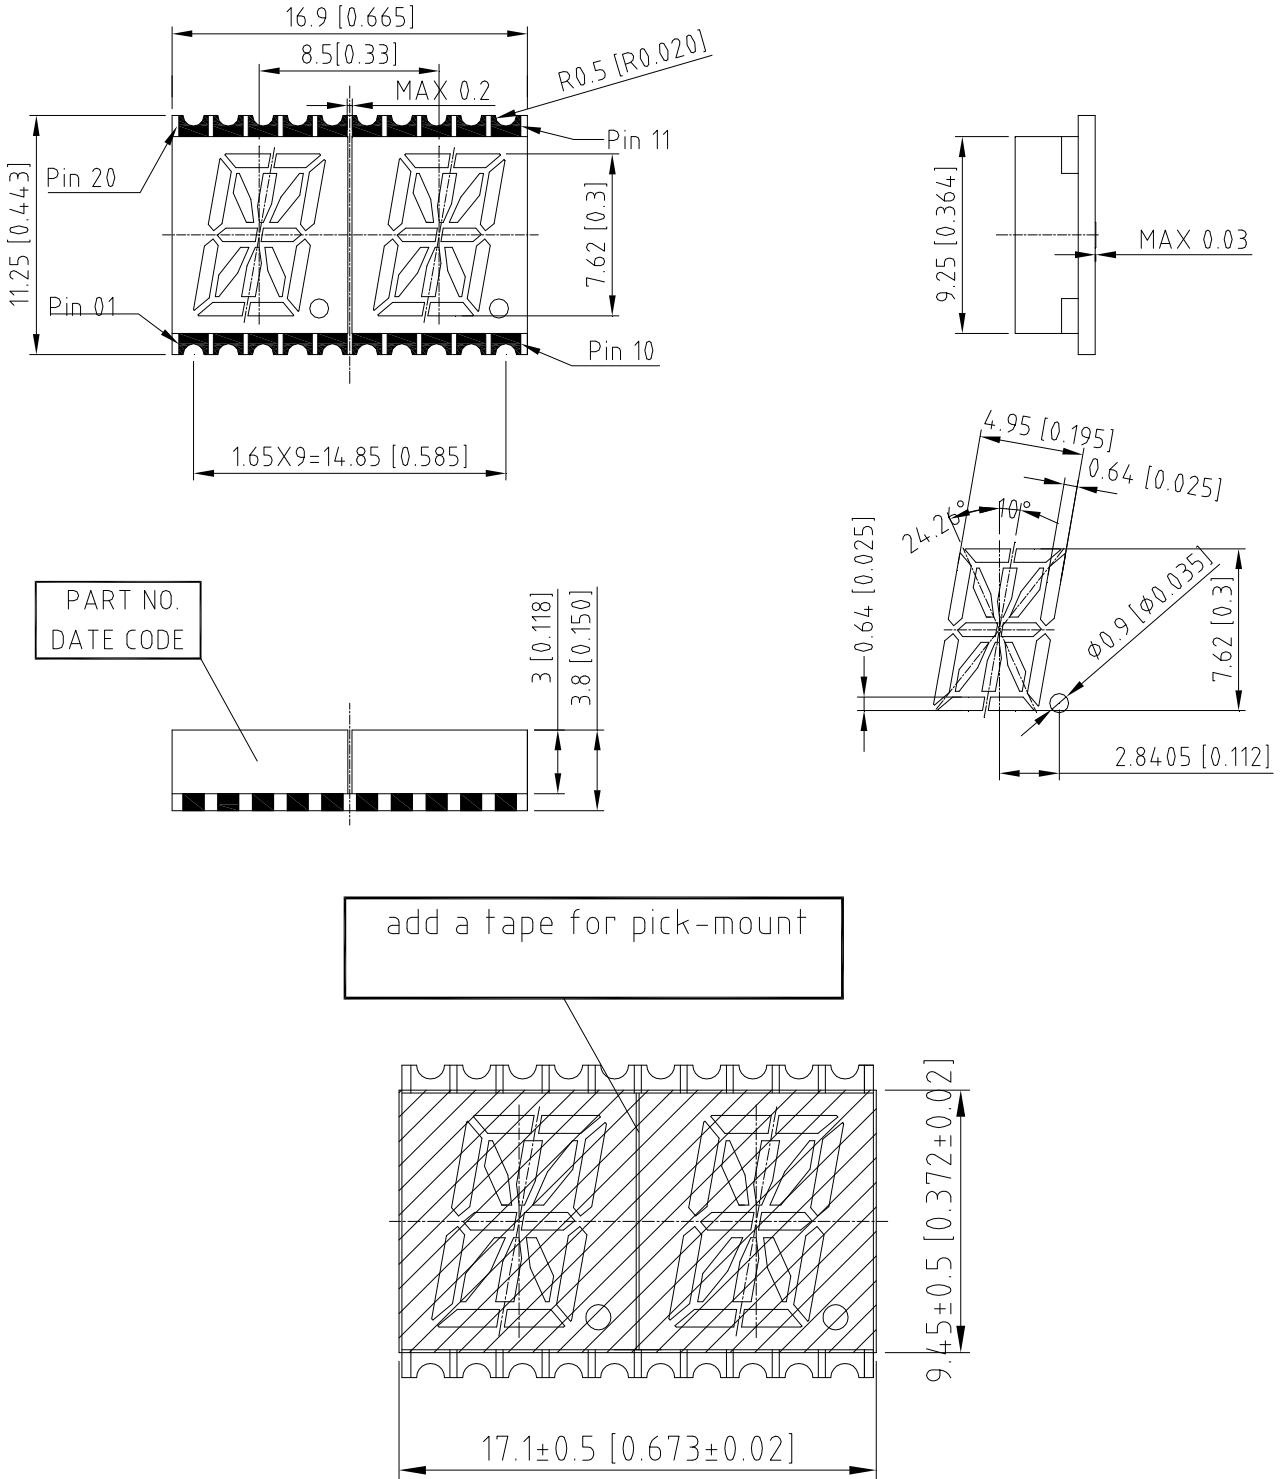 16.9 [0.665]
8.5[0.33]
MAX 0.2
R0.5 [R0.020]
Pin 11
Pin 20
11.25 [0.443]
7.62 [0.3]
Pin 01
Pin 10
1.65X9=14.85 [0.585]
9.25 [0.364]
MAX 0.03
4.95 [0.195]
0.64 [0.025]
24.26°
10°
0.64 [0.025]
Φ0.9 [Φ0.035]
7.62 [0.3]
2.8405 [0.112]
PART NO.
DATE CODE
3 [0.118]
3.8 [0.150]
add a tape for pick-mount
9.45±0.5 [0.372±0.02]
17.1±0.5 [0.673±0.02]